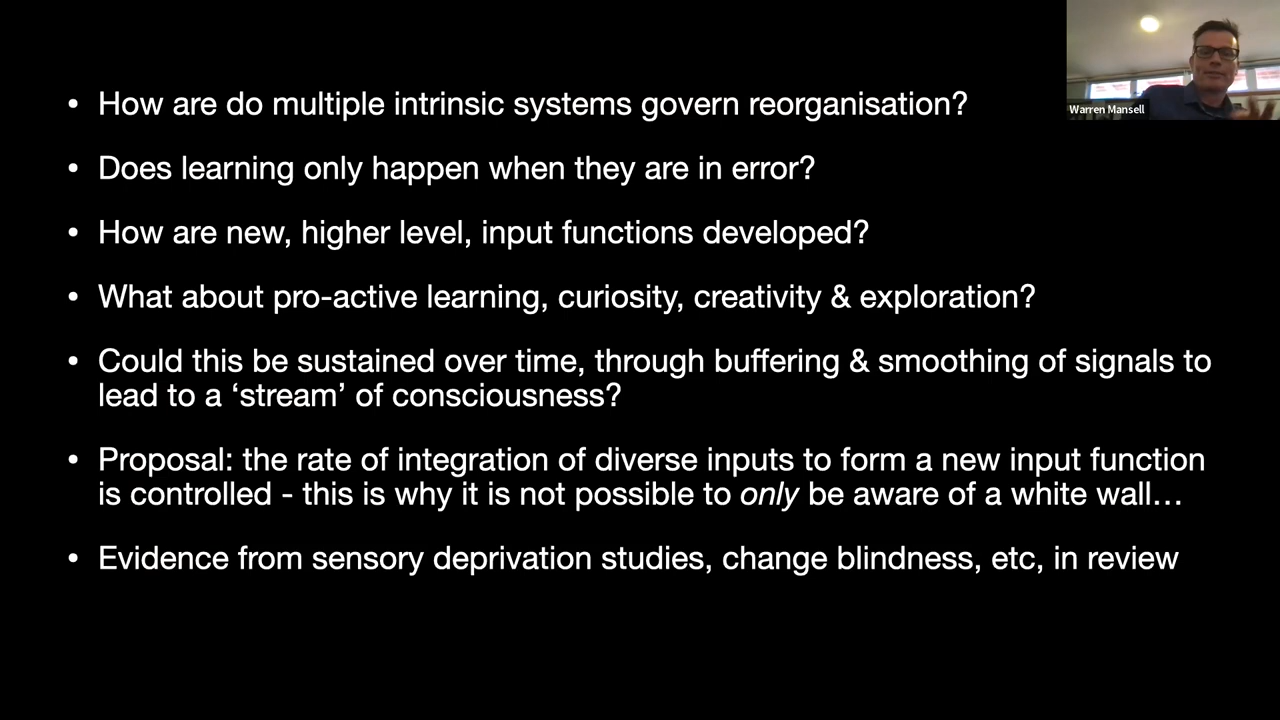 Warren Mansell
• How are do multiple intrinsic systems govern reorganisation?
• Does learning only happen when they are in error?
• How are new, higher level, input functions developed?
• What about pro-active learning, curiosity, creativity & exploration?
• Could this be sustained over time, through buffering & smoothing of signals to
lead to a ‘stream’ of consciousness?
• Proposal: the rate of integration of diverse inputs to form a new input function
is controlled - this is why it is not possible to only be aware of a white wall…
• Evidence from sensory deprivation studies, change blindness, etc, in review